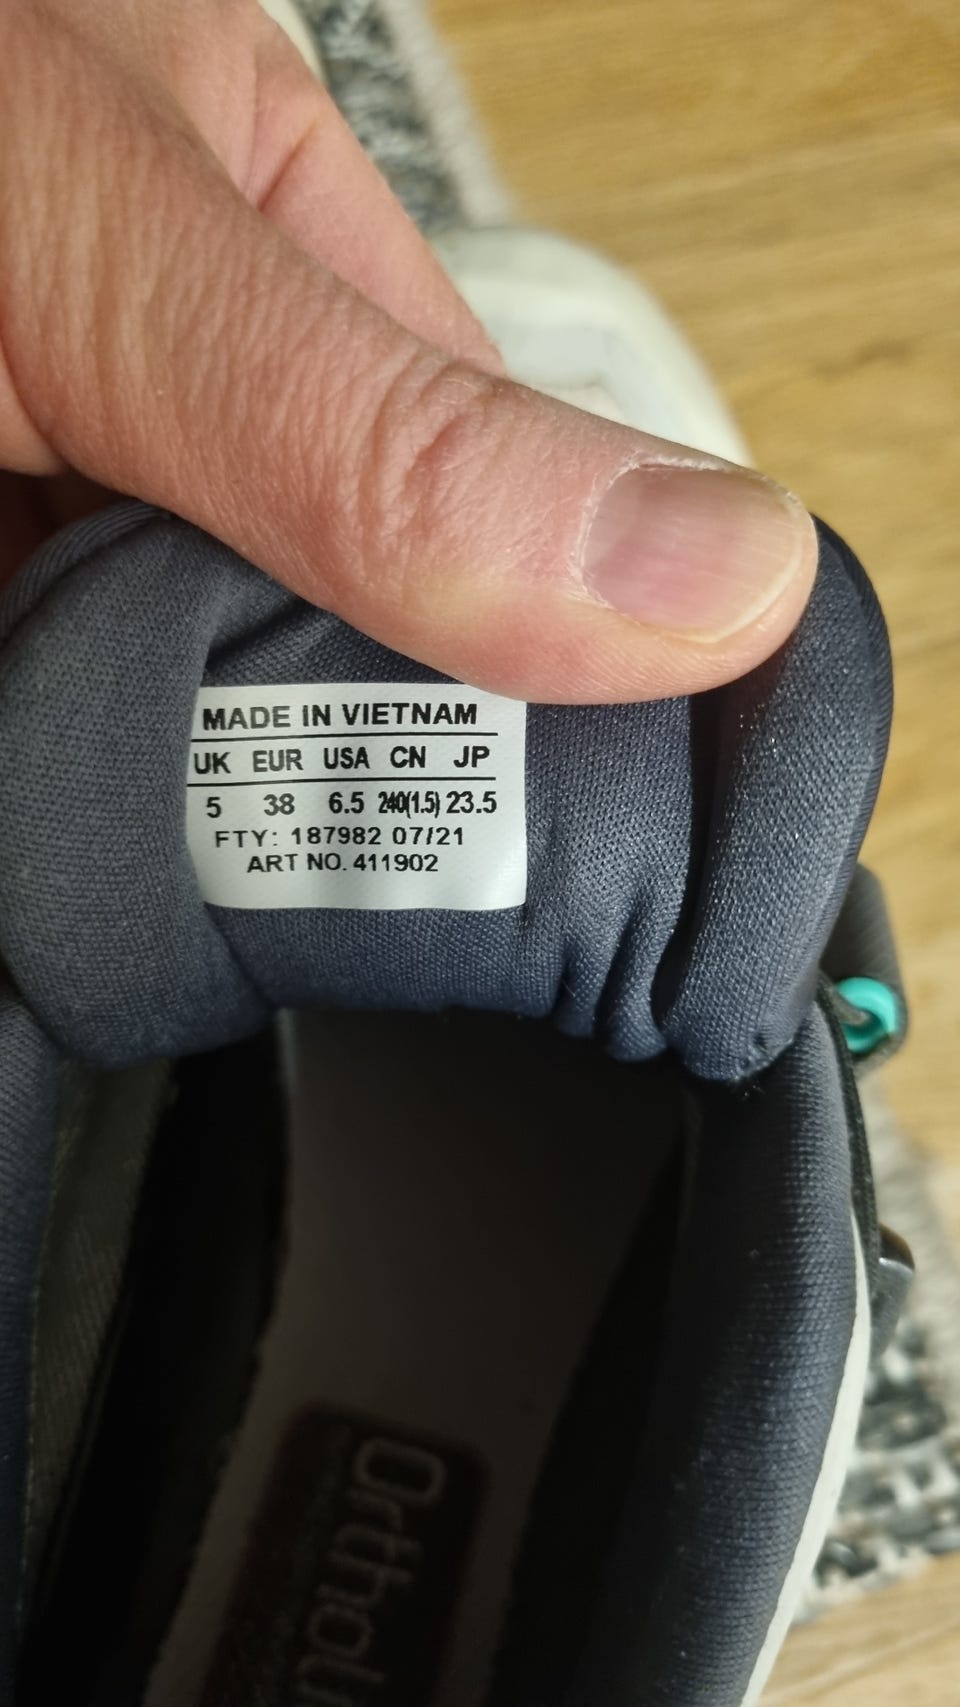 MADE IN VIETNAM
UK EUR USA CN JP
5 38 6.5 240(1.5) 23.5
FTY: 187982 07/21
ART NO. 411902